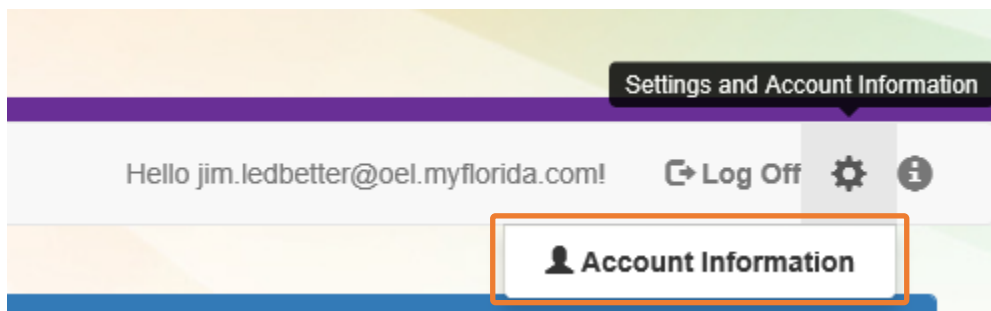 Settings and Account Information
Hello jim.ledbetter@oel.myflorida.com!
Log Off
Account Information